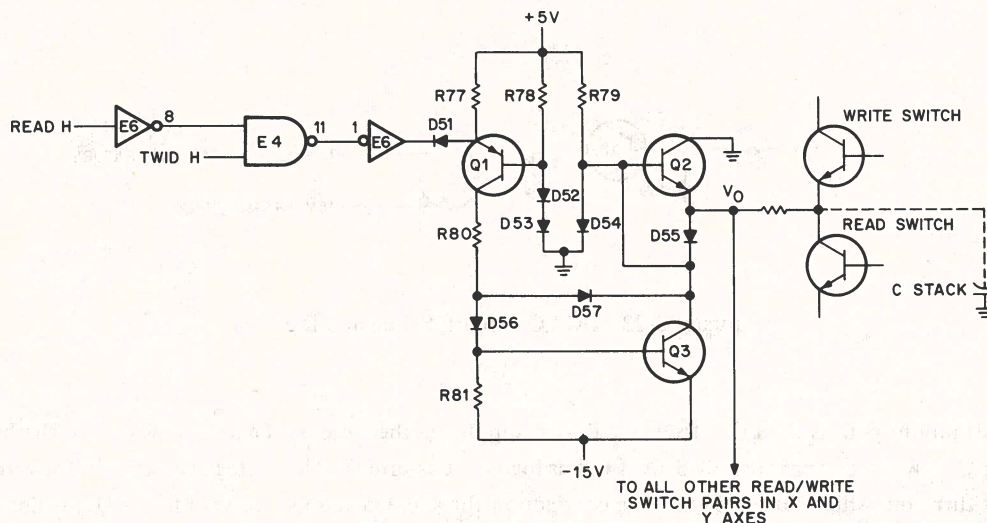 +5V
R77
R78
R79
READ H
E6
8
E4
11
1
E6
D51
TWID H
Q1
Q2
WRITE SWITCH
D52
D53
D54
VO
D55
READ SWITCH
R80
C STACK
D57
D56
Q3
R81
-15V
TO ALL OTHER READ/WRITE
SWITCH PAIRS IN X AND
Y AXES